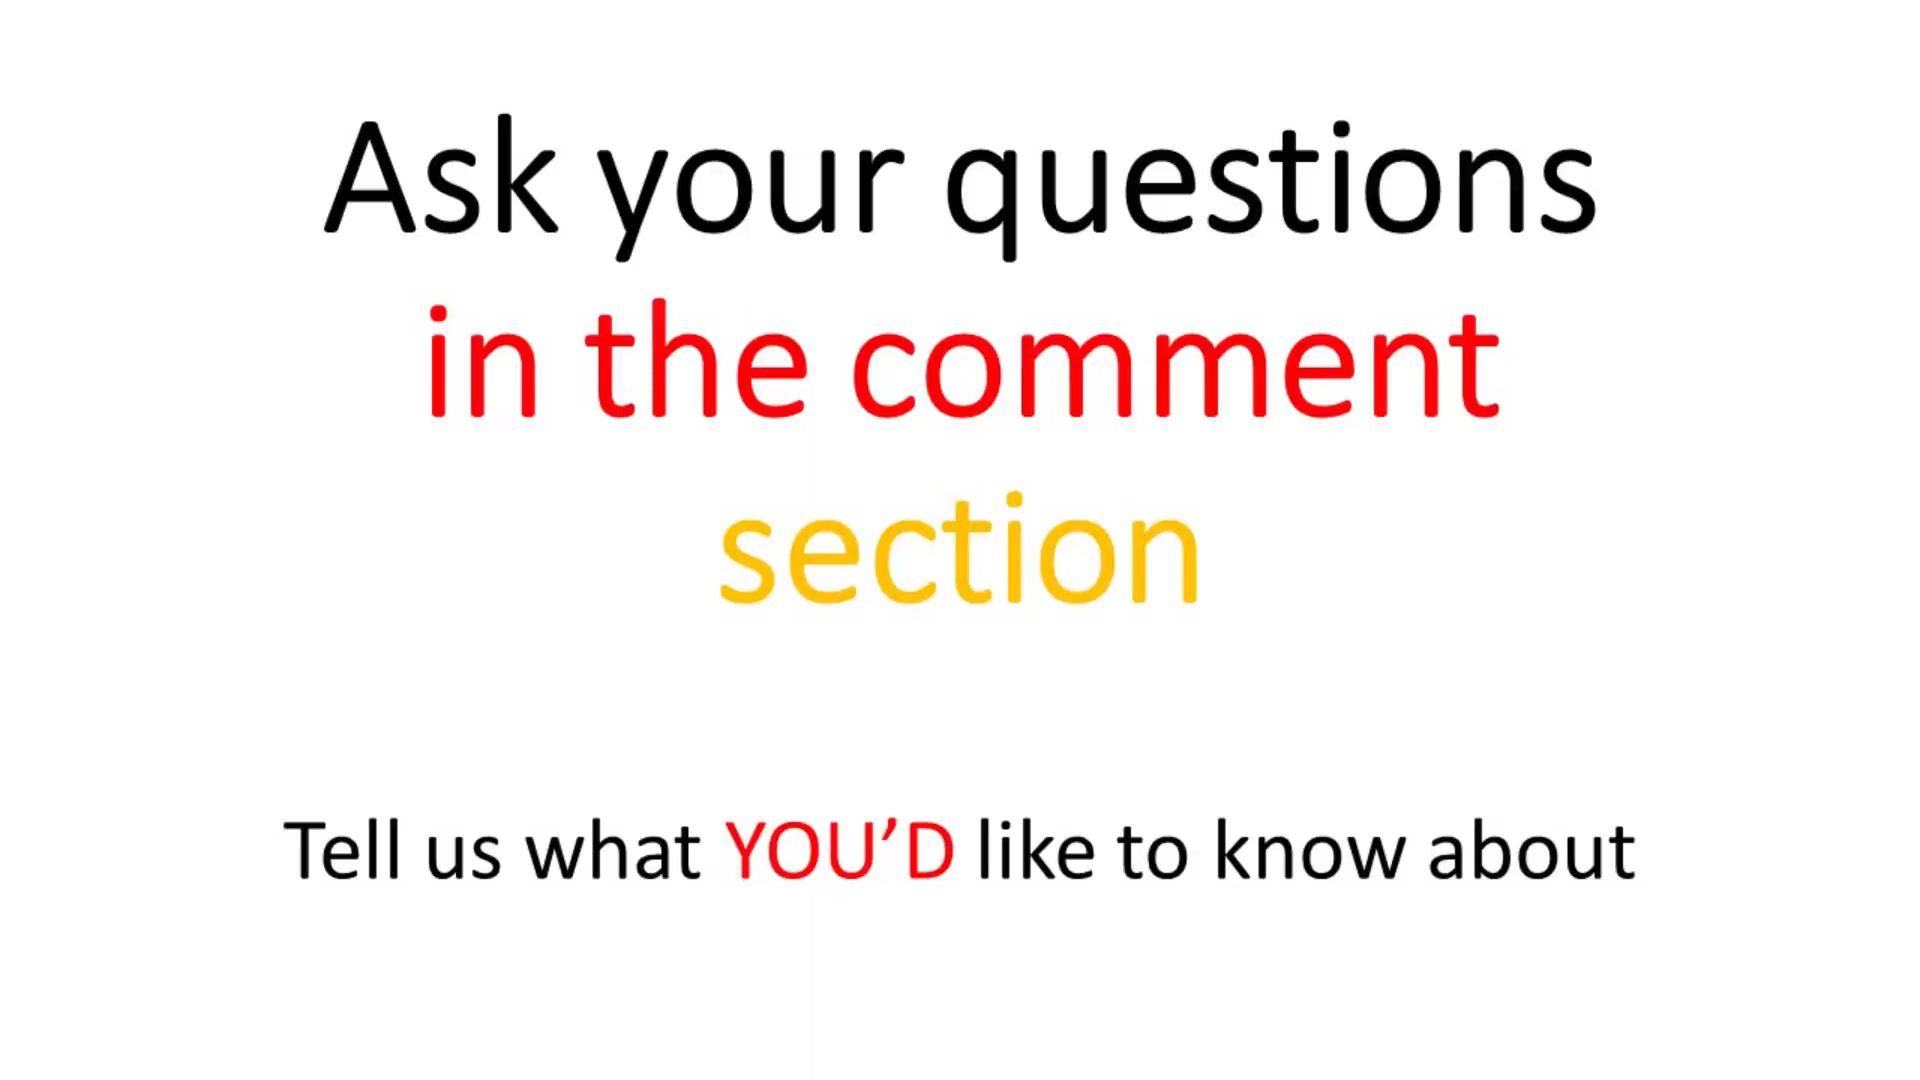 Ask your questions
in the comment
section
Tell us what YOU’D like to know about